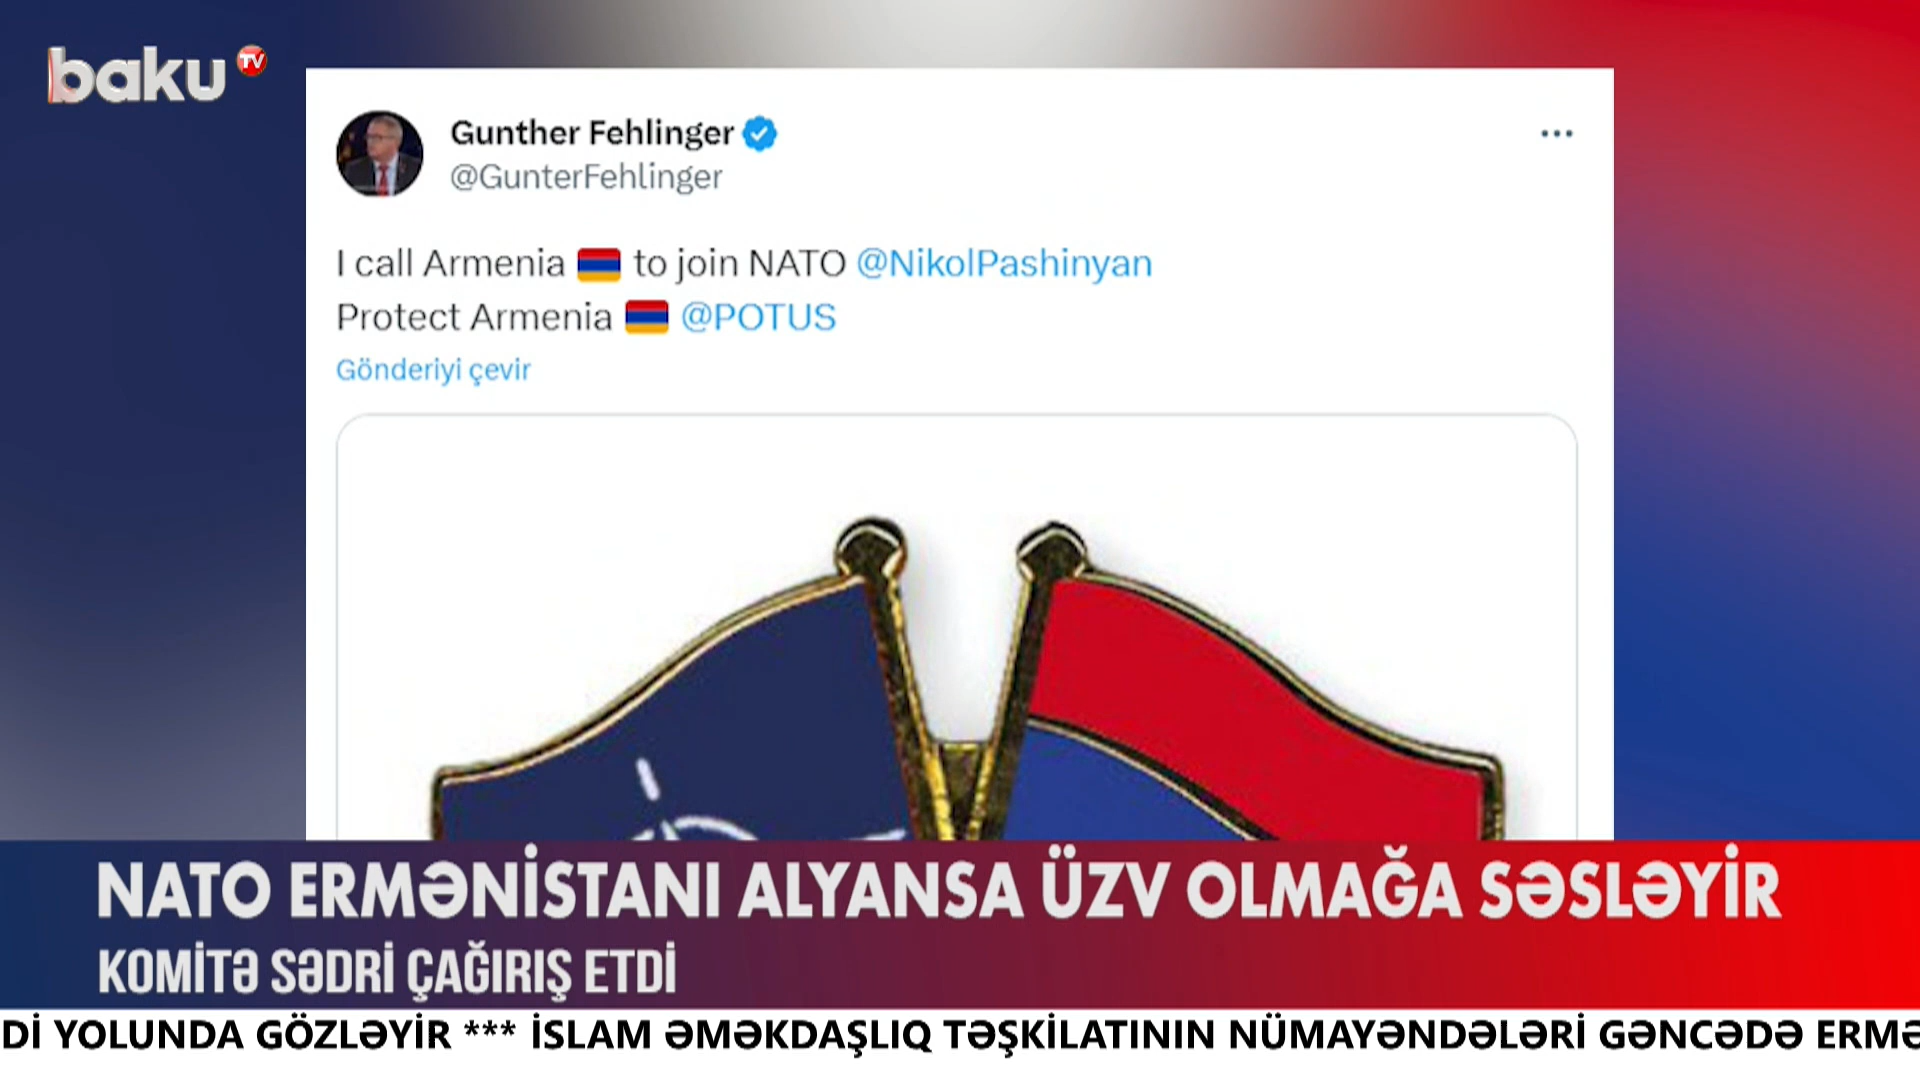 baku TV
Gunther Fehlinger
@GunterFehlinger
I call Armenia 🇦🇲 to join NATO @NikolPashinyan
Protect Armenia 🇦🇲 @POTUS
Gönderiyi çevir
NATO ERMƏNİSTANI ALYANSA ÜZV OLMAĞA SƏSLƏYİR
KOMİTƏ SƏDRİ ÇAĞIRIŞ ETDİ
Dİ YOLUNDA GÖZLƏYİR *** İSLAM ƏMƏKDAŞLIQ TƏŞKİLATININ NÜMAYƏNDƏLƏRİ GƏNCƏDƏ ERMƏ